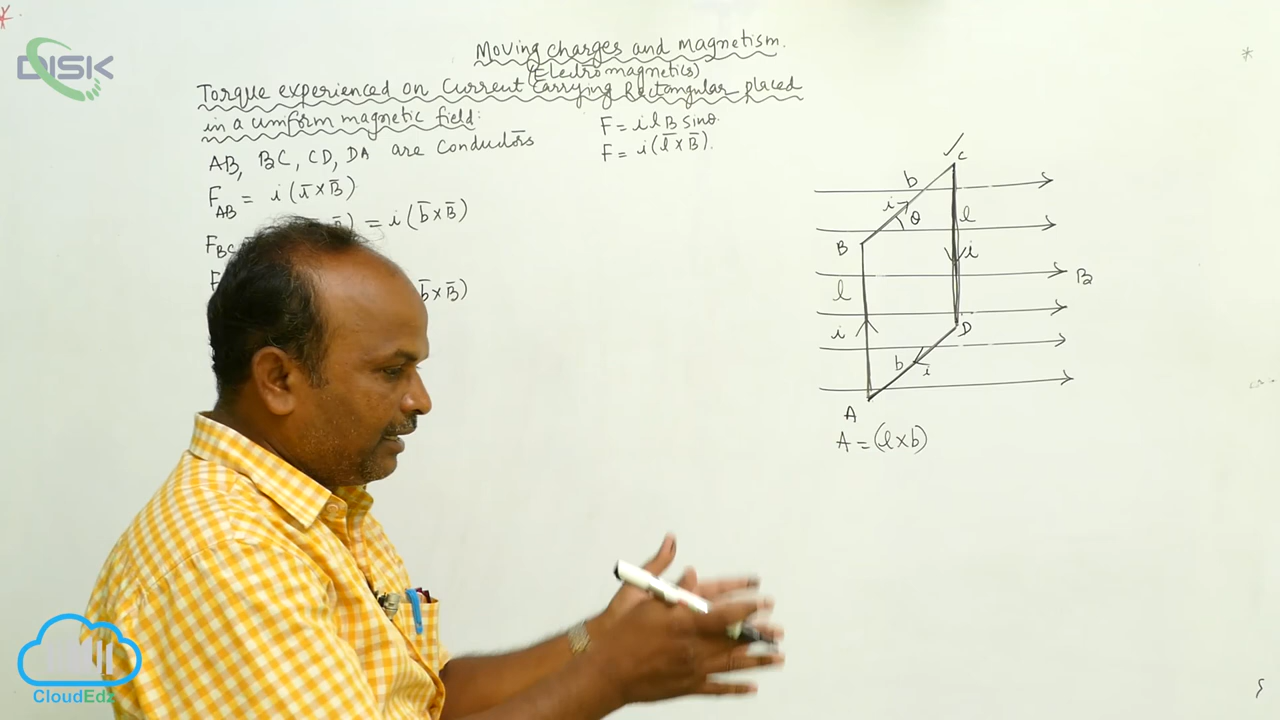 DISK
Moving charges and magnetism.
(Electromagnetics)
Torque experienced on Current Carrying Rectangular placed
in a uniform magnetic field:
AB, BC, CD, DA are Conductors
F = i l B sinθ
F = i(l̄ × B̄).
F_AB = i(l̄ × B̄)
F_BC = i(b̄ × B̄)
b̄ × B̄)
C
b
i
θ
l
B
i
l
B
i
D
b
i
A
A = (l × b)
CloudEdz